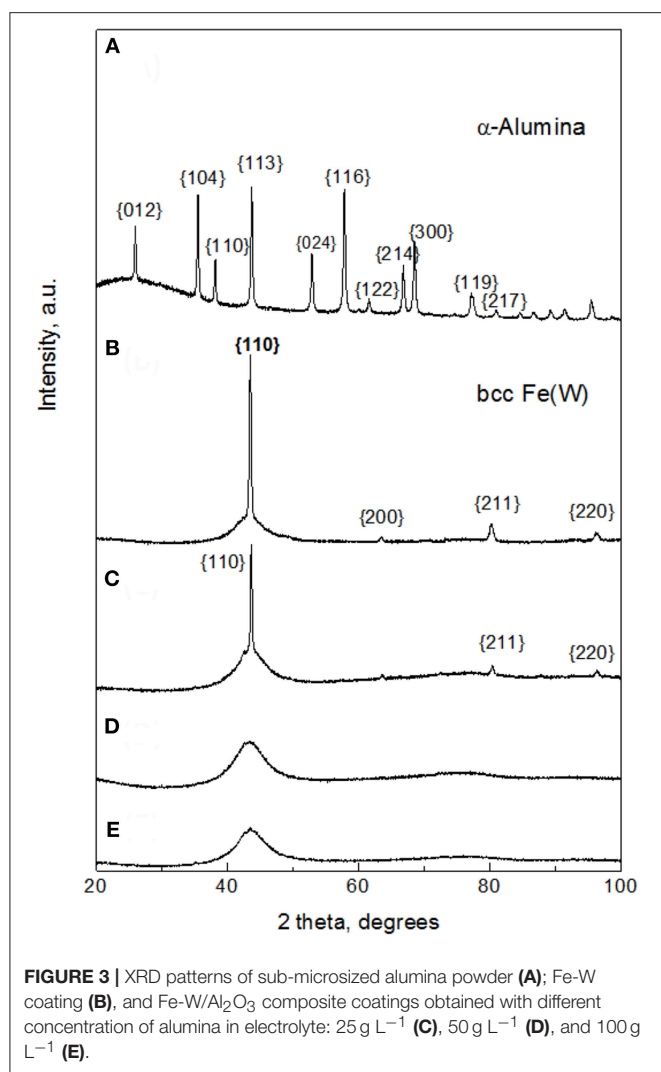 A
α-Alumina
{012}
{104}
{110}
{113}
{024}
{116}
{122}
{214}
{300}
{119}
{217}
B
{110}
bcc Fe(W)
{200}
{211}
{220}
C
{110}
{211}
{220}
D
E
Intensity, a.u.
20 40 60 80 100
2 theta, degrees
FIGURE 3 | XRD patterns of sub-microsized alumina powder (A); Fe-W
coating (B), and Fe-W/Al₂O₃ composite coatings obtained with different
concentration of alumina in electrolyte: 25 g L⁻¹ (C), 50 g L⁻¹ (D), and 100 g
L⁻¹ (E).